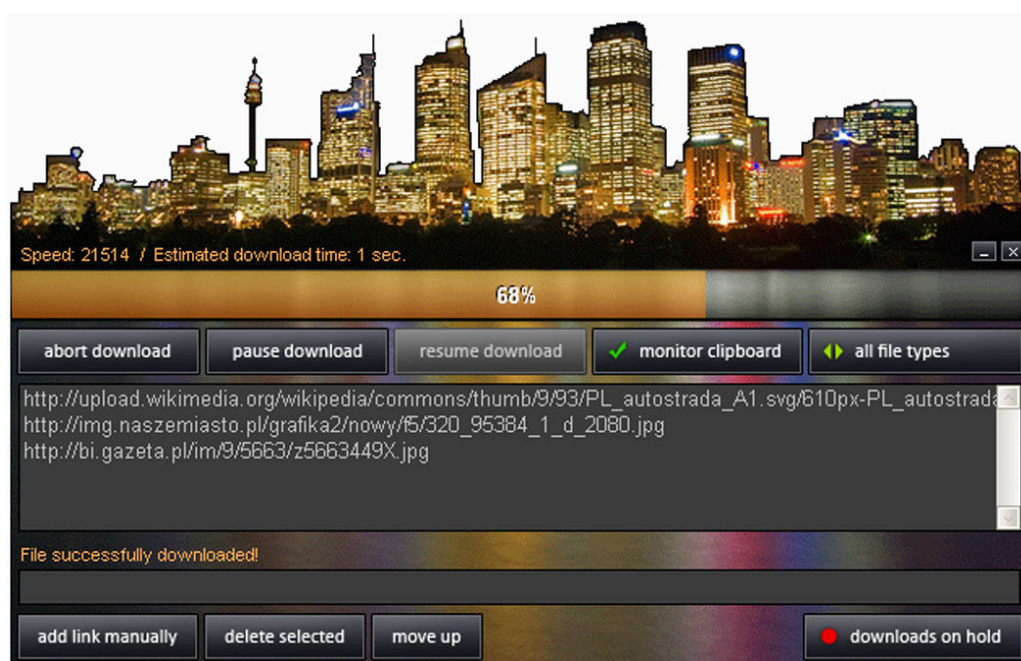 Speed: 21514 / Estimated download time: 1 sec.
68%
abort download
pause download
resume download
monitor clipboard
all file types
http://upload.wikimedia.org/wikipedia/commons/thumb/9/93/PL_autostrada_A1.svg/610px-PL_autostrada
http://img.naszemiasto.pl/grafika2/nowy/f5/320_95384_1_d_2080.jpg
http://bi.gazeta.pl/im/9/5663/z5663449X.jpg
File successfully downloaded!
add link manually
delete selected
move up
downloads on hold